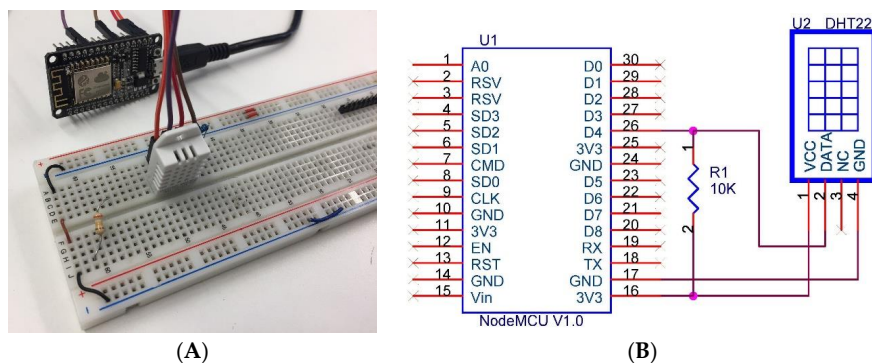 U1
1 A0 D0 30
2 RSV D1 29
3 RSV D2 28
4 SD3 D3 27
5 SD2 D4 26
6 SD1 3V3 25
7 CMD GND 24
8 SD0 D5 23
9 CLK D6 22
10 GND D7 21
11 3V3 D8 20
12 EN RX 19
13 RST TX 18
14 GND GND 17
15 Vin 3V3 16
NodeMCU V1.0
1
R1
10K
2
U2 DHT22
VCC DATA NC GND
1 2 3 4
A B C D E
F G H I J
(A) (B)